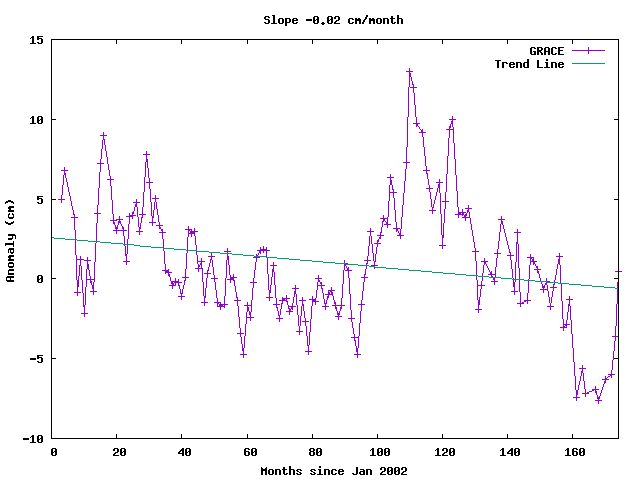 Slope -0.02 cm/month
GRACE
Trend Line
15
10
5
0
-5
-10
Anomaly (cm)
0 20 40 60 80 100 120 140 160
Months since Jan 2002